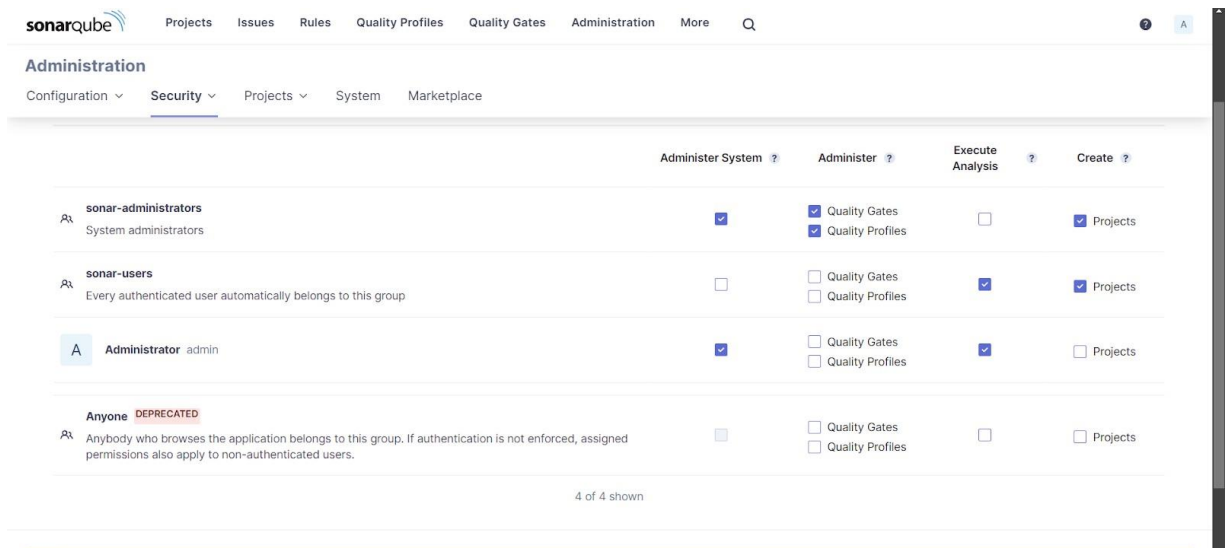 sonarqube Projects Issues Rules Quality Profiles Quality Gates Administration More ? A
Administration
Configuration Security Projects System Marketplace
Administer System ? Administer ? Execute Analysis ? Create ?
sonar-administrators
System administrators
Quality Gates
Quality Profiles
Projects
sonar-users
Every authenticated user automatically belongs to this group
Quality Gates
Quality Profiles
Projects
A Administrator admin
Quality Gates
Quality Profiles
Projects
Anyone DEPRECATED
Anybody who browses the application belongs to this group. If authentication is not enforced, assigned
permissions also apply to non-authenticated users.
Quality Gates
Quality Profiles
Projects
4 of 4 shown